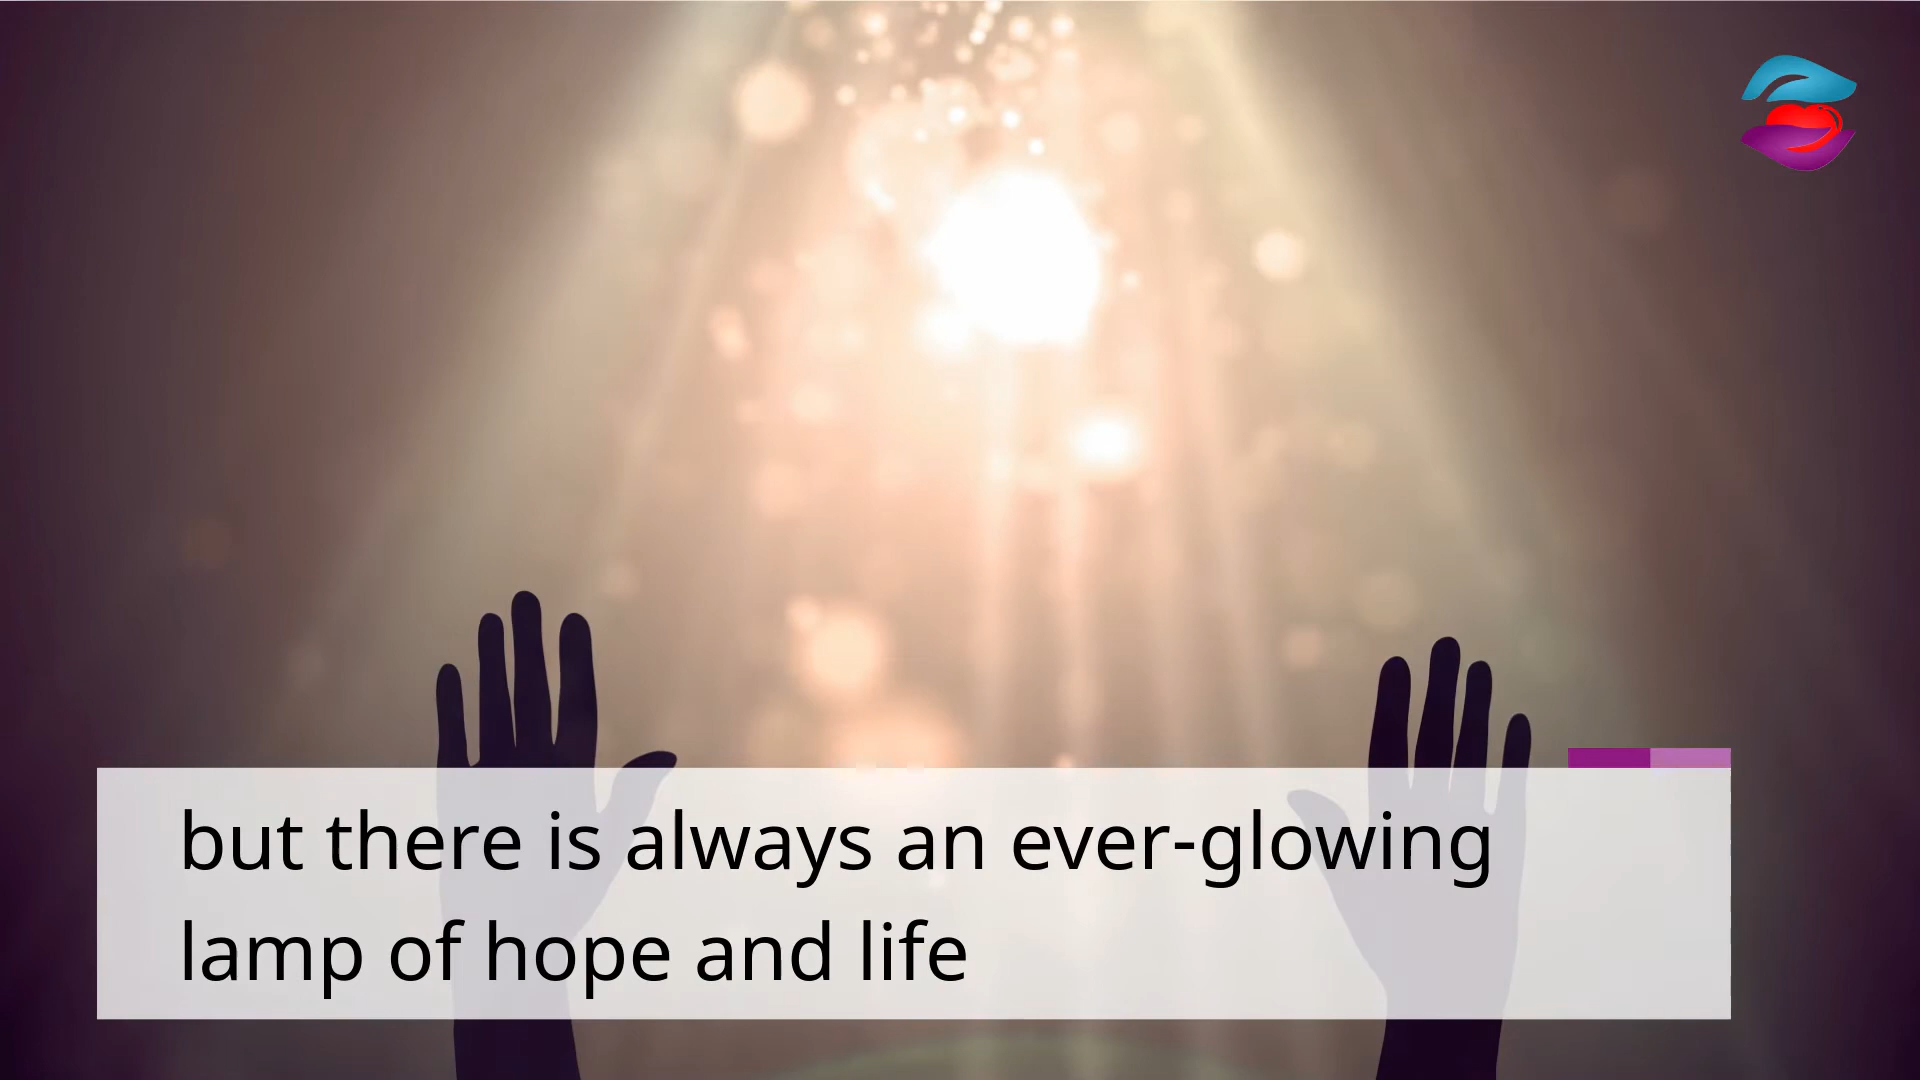 but there is always an ever-glowing
lamp of hope and life